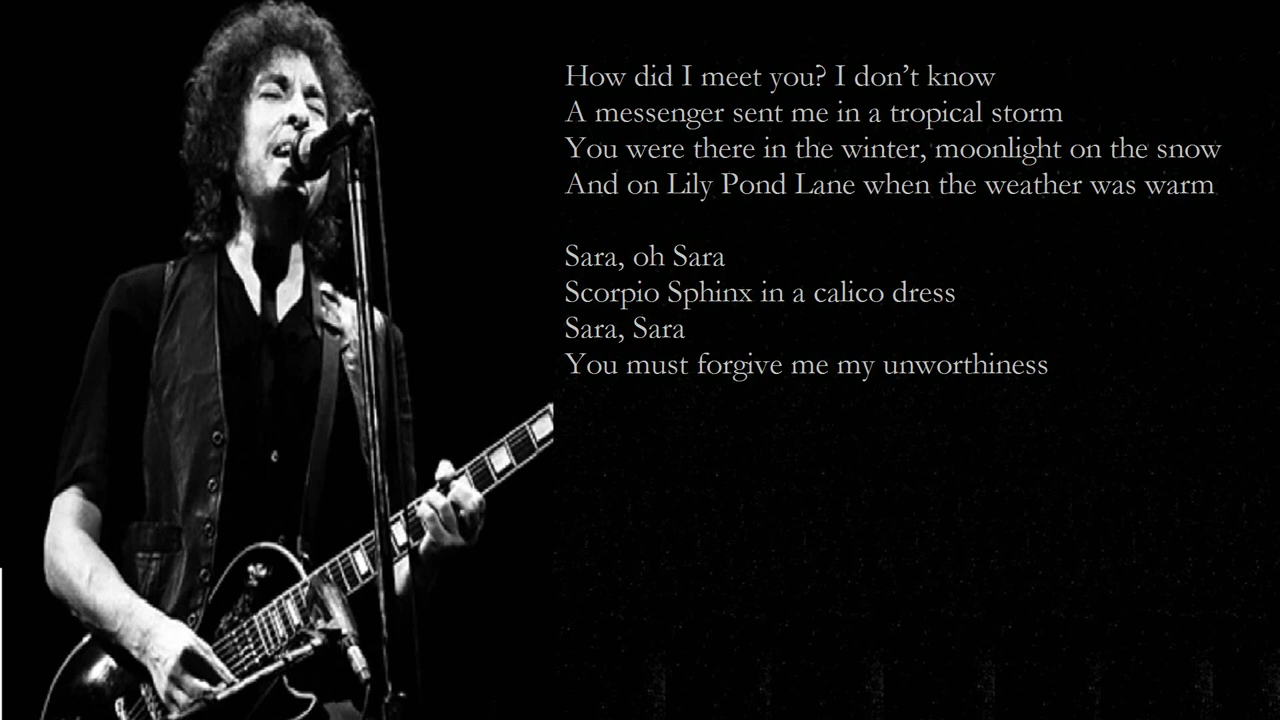 How did I meet you? I don’t know
A messenger sent me in a tropical storm
You were there in the winter, moonlight on the snow
And on Lily Pond Lane when the weather was warm
Sara, oh Sara
Scorpio Sphinx in a calico dress
Sara, Sara
You must forgive me my unworthiness